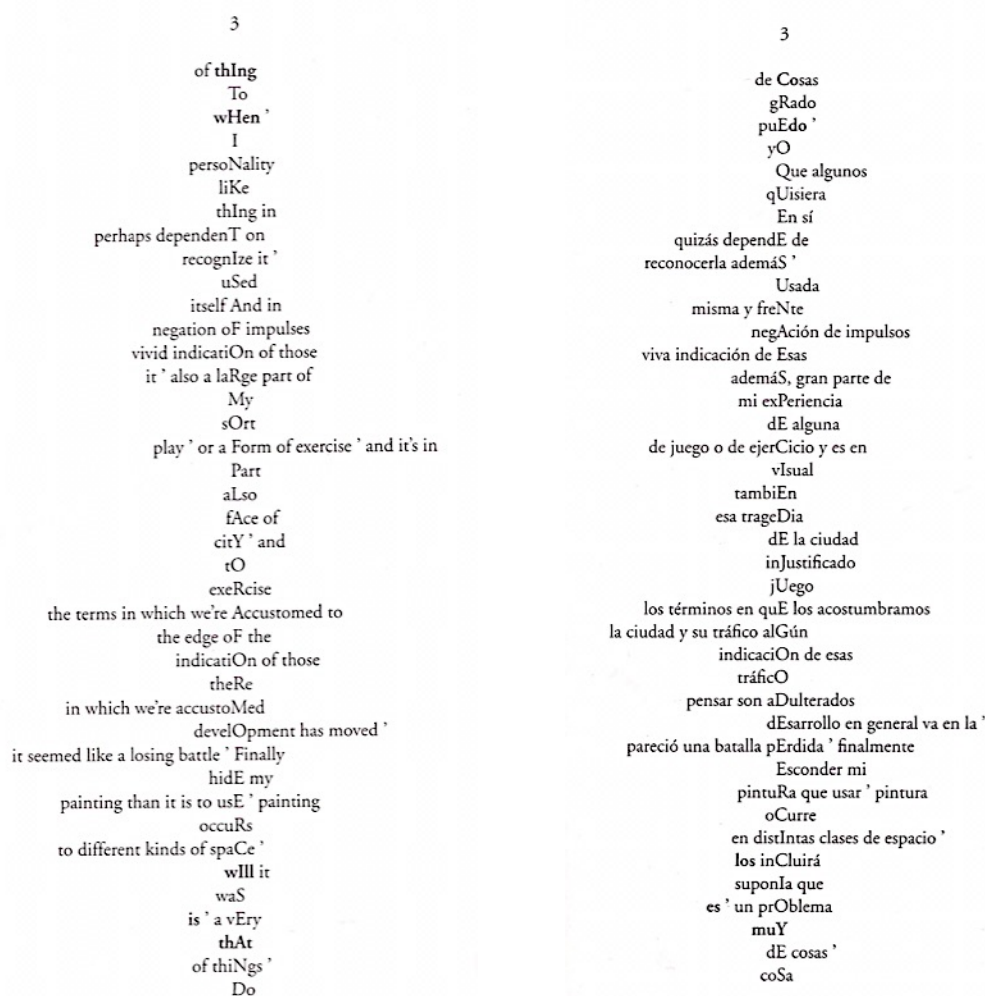 3
of thIng
To
wHen ’
I
persoNality
liKe
thIng in
perhaps dependenT on
recognIze it ’
uSed
itself And in
negation oF impulses
vivid indicatiOn of those
it ’ also a laRge part of
My
sOrt
play ’ or a Form of exercise ’ and it's in
Part
aLso
fAce of
citY ’ and
tO
exeRcise
the terms in which we're Accustomed to
the edge oF the
indicatiOn of those
theRe
in which we're accustoMed
develOpment has moved ’
it seemed like a losing battle ’ Finally
hidE my
painting than it is to usE ’ painting
occuRs
to different kinds of spaCe ’
wIll it
waS
is ’ a vEry
thAt
of thiNgs ’
Do
3
de Cosas
gRado
puEdo ’
yO
Que algunos
qUisiera
En sí
quizás dependE de
reconocerla ademáS ’
Usada
misma y freNte
negAción de impulsos
viva indicación de Esas
ademáS, gran parte de
mi exPeriencia
dE alguna
de juego o de ejerCicio y es en
vIsual
tambiEn
esa trageDia
dE la ciudad
inJustificado
jUego
los términos en quE los acostumbramos
la ciudad y su tráfico alGún
indicaciOn de esas
tráficO
pensar son aDulterados
dEsarrollo en general va en la ’
pareció una batalla pErdida ’ finalmente
Esconder mi
pintuRa que usar ’ pintura
oCurre
en distIntas clases de espacio ’
los inCluirá
suponIa que
es ’ un prOblema
muY
dE cosas ’
coSa